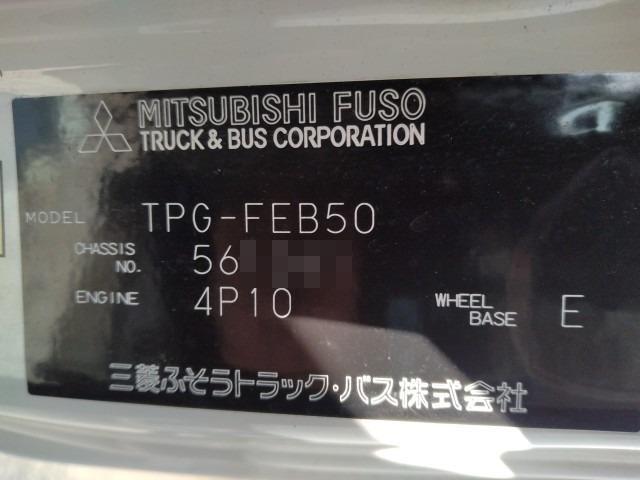 MITSUBISHI FUSO
TRUCK & BUS CORPORATION
MODEL TPG-FEB50
CHASSIS NO. 56
ENGINE 4P10 WHEEL BASE E
三菱ふそうトラック・バス株式会社